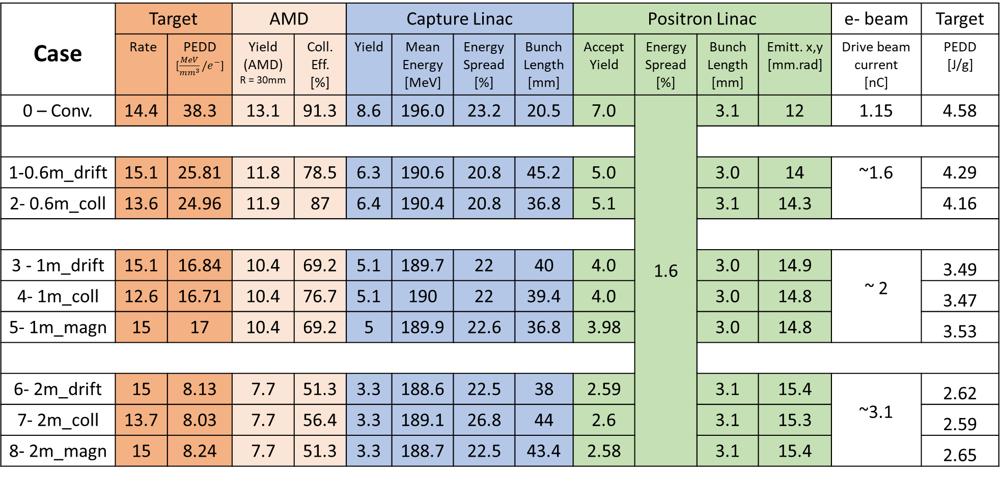 Case Target AMD Capture Linac Positron Linac e- beam Target
Rate PEDD Yield Coll. Yield Mean Energy Bunch Accept Energy Bunch Emitt. x,y Drive beam PEDD
[MeV/mm³/e⁻] (AMD) Eff. Energy Spread Length Yield Spread Length [mm.rad] current [J/g]
R = 30mm [%] [MeV] [%] [mm] [%] [mm] [nC]
0 – Conv. 14.4 38.3 13.1 91.3 8.6 196.0 23.2 20.5 7.0 3.1 12 1.15 4.58
1-0.6m_drift 15.1 25.81 11.8 78.5 6.3 190.6 20.8 45.2 5.0 3.0 14 ~1.6 4.29
2- 0.6m_coll 13.6 24.96 11.9 87 6.4 190.4 20.8 36.8 5.1 3.1 14.3 4.16
3 - 1m_drift 15.1 16.84 10.4 69.2 5.1 189.7 22 40 4.0 1.6 3.0 14.9 3.49
4- 1m_coll 12.6 16.71 10.4 76.7 5.1 190 22 39.4 4.0 3.0 14.8 ~ 2 3.47
5- 1m_magn 15 17 10.4 69.2 5 189.9 22.6 36.8 3.98 3.0 14.8 3.53
6- 2m_drift 15 8.13 7.7 51.3 3.3 188.6 22.5 38 2.59 3.1 15.4 2.62
7- 2m_coll 13.7 8.03 7.7 56.4 3.3 189.1 26.8 44 2.6 3.1 15.3 ~3.1 2.59
8- 2m_magn 15 8.24 7.7 51.3 3.3 188.7 22.5 43.4 2.58 3.1 15.4 2.65